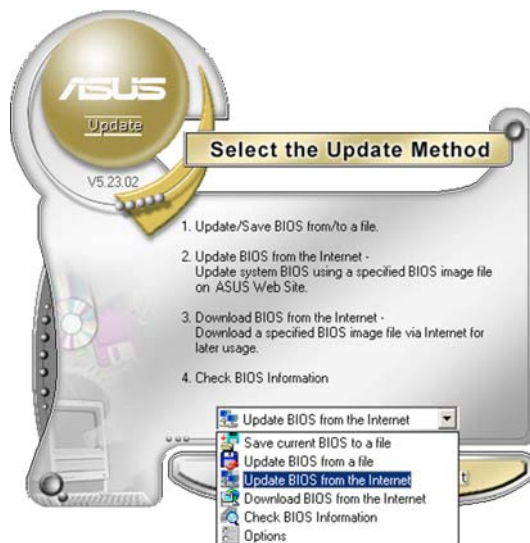 ASUS
Update
V5.23.02
Select the Update Method
1. Update/Save BIOS from/to a file.
2. Update BIOS from the Internet -
Update system BIOS using a specified BIOS image file
on ASUS Web Site.
3. Download BIOS from the Internet -
Download a specified BIOS image file via Internet for
later usage.
4. Check BIOS Information
Update BIOS from the Internet
Save current BIOS to a file
Update BIOS from a file
Update BIOS from the Internet
Download BIOS from the Internet
Check BIOS Information
Options